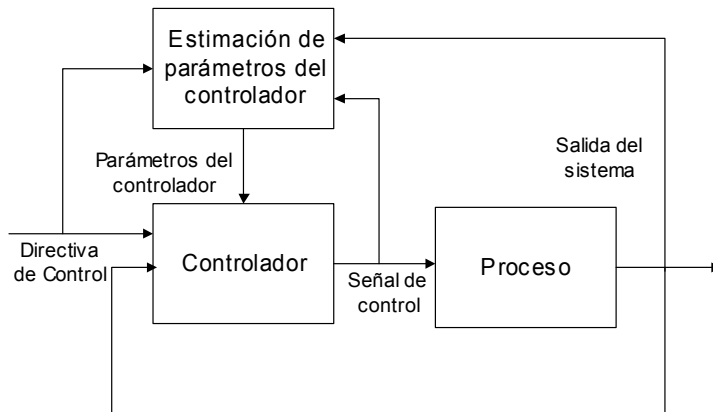 Estimación de
parámetros del
controlador
Parámetros del
controlador
Salida del
sistema
Directiva
de Control
Controlador
Señal de
control
Proceso